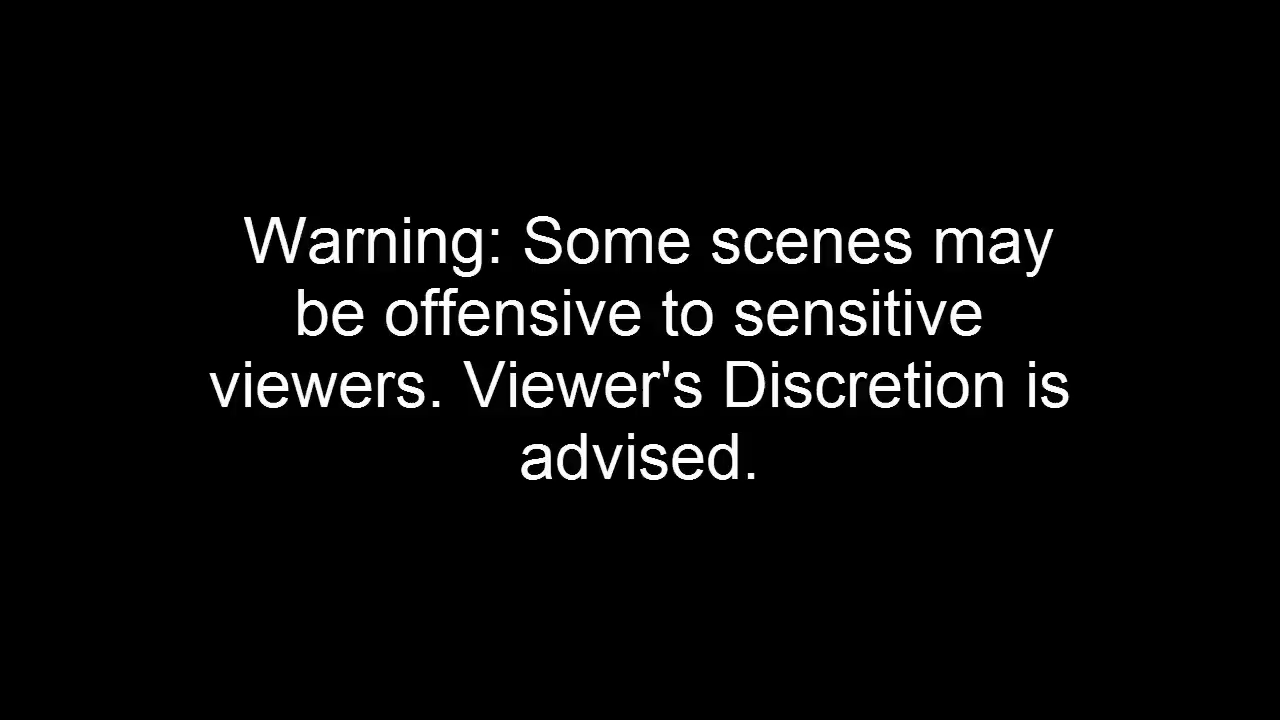 Warning: Some scenes may
be offensive to sensitive
viewers. Viewer's Discretion is
advised.